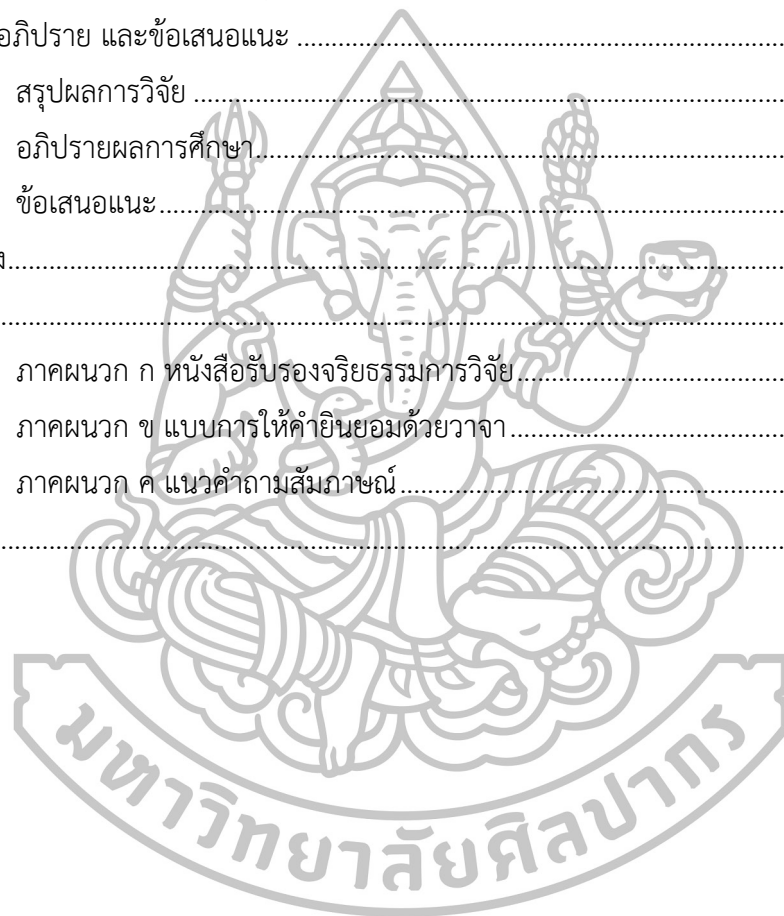 อภิปราย และข้อเสนอแนะ ....................................................................
สรุปผลการวิจัย ....................................................................
อภิปรายผลการศึกษา....................................................................
ข้อเสนอแนะ....................................................................
....................................................................
....................................................................
ภาคผนวก ก หนังสือรับรองจริยธรรมการวิจัย....................................................................
ภาคผนวก ข แบบการให้คำยินยอมด้วยวาจา ....................................................................
ภาคผนวก ค แนวคำถามสัมภาษณ์ ....................................................................
....................................................................
มหาวิทยาลัยศิลปากร